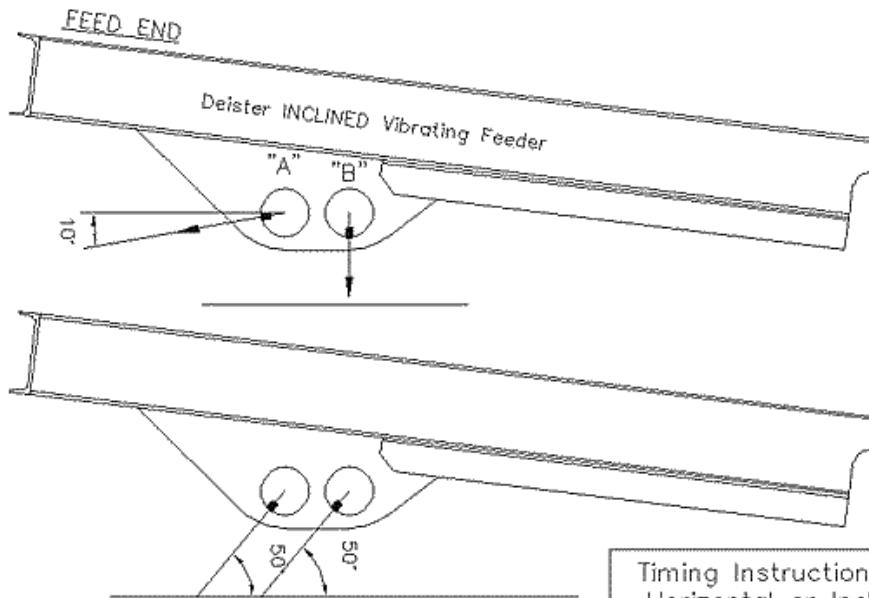 FEED END
Deister INCLINED Vibrating Feeder
"A" "B"
10°
50°
50°
Timing Instruction